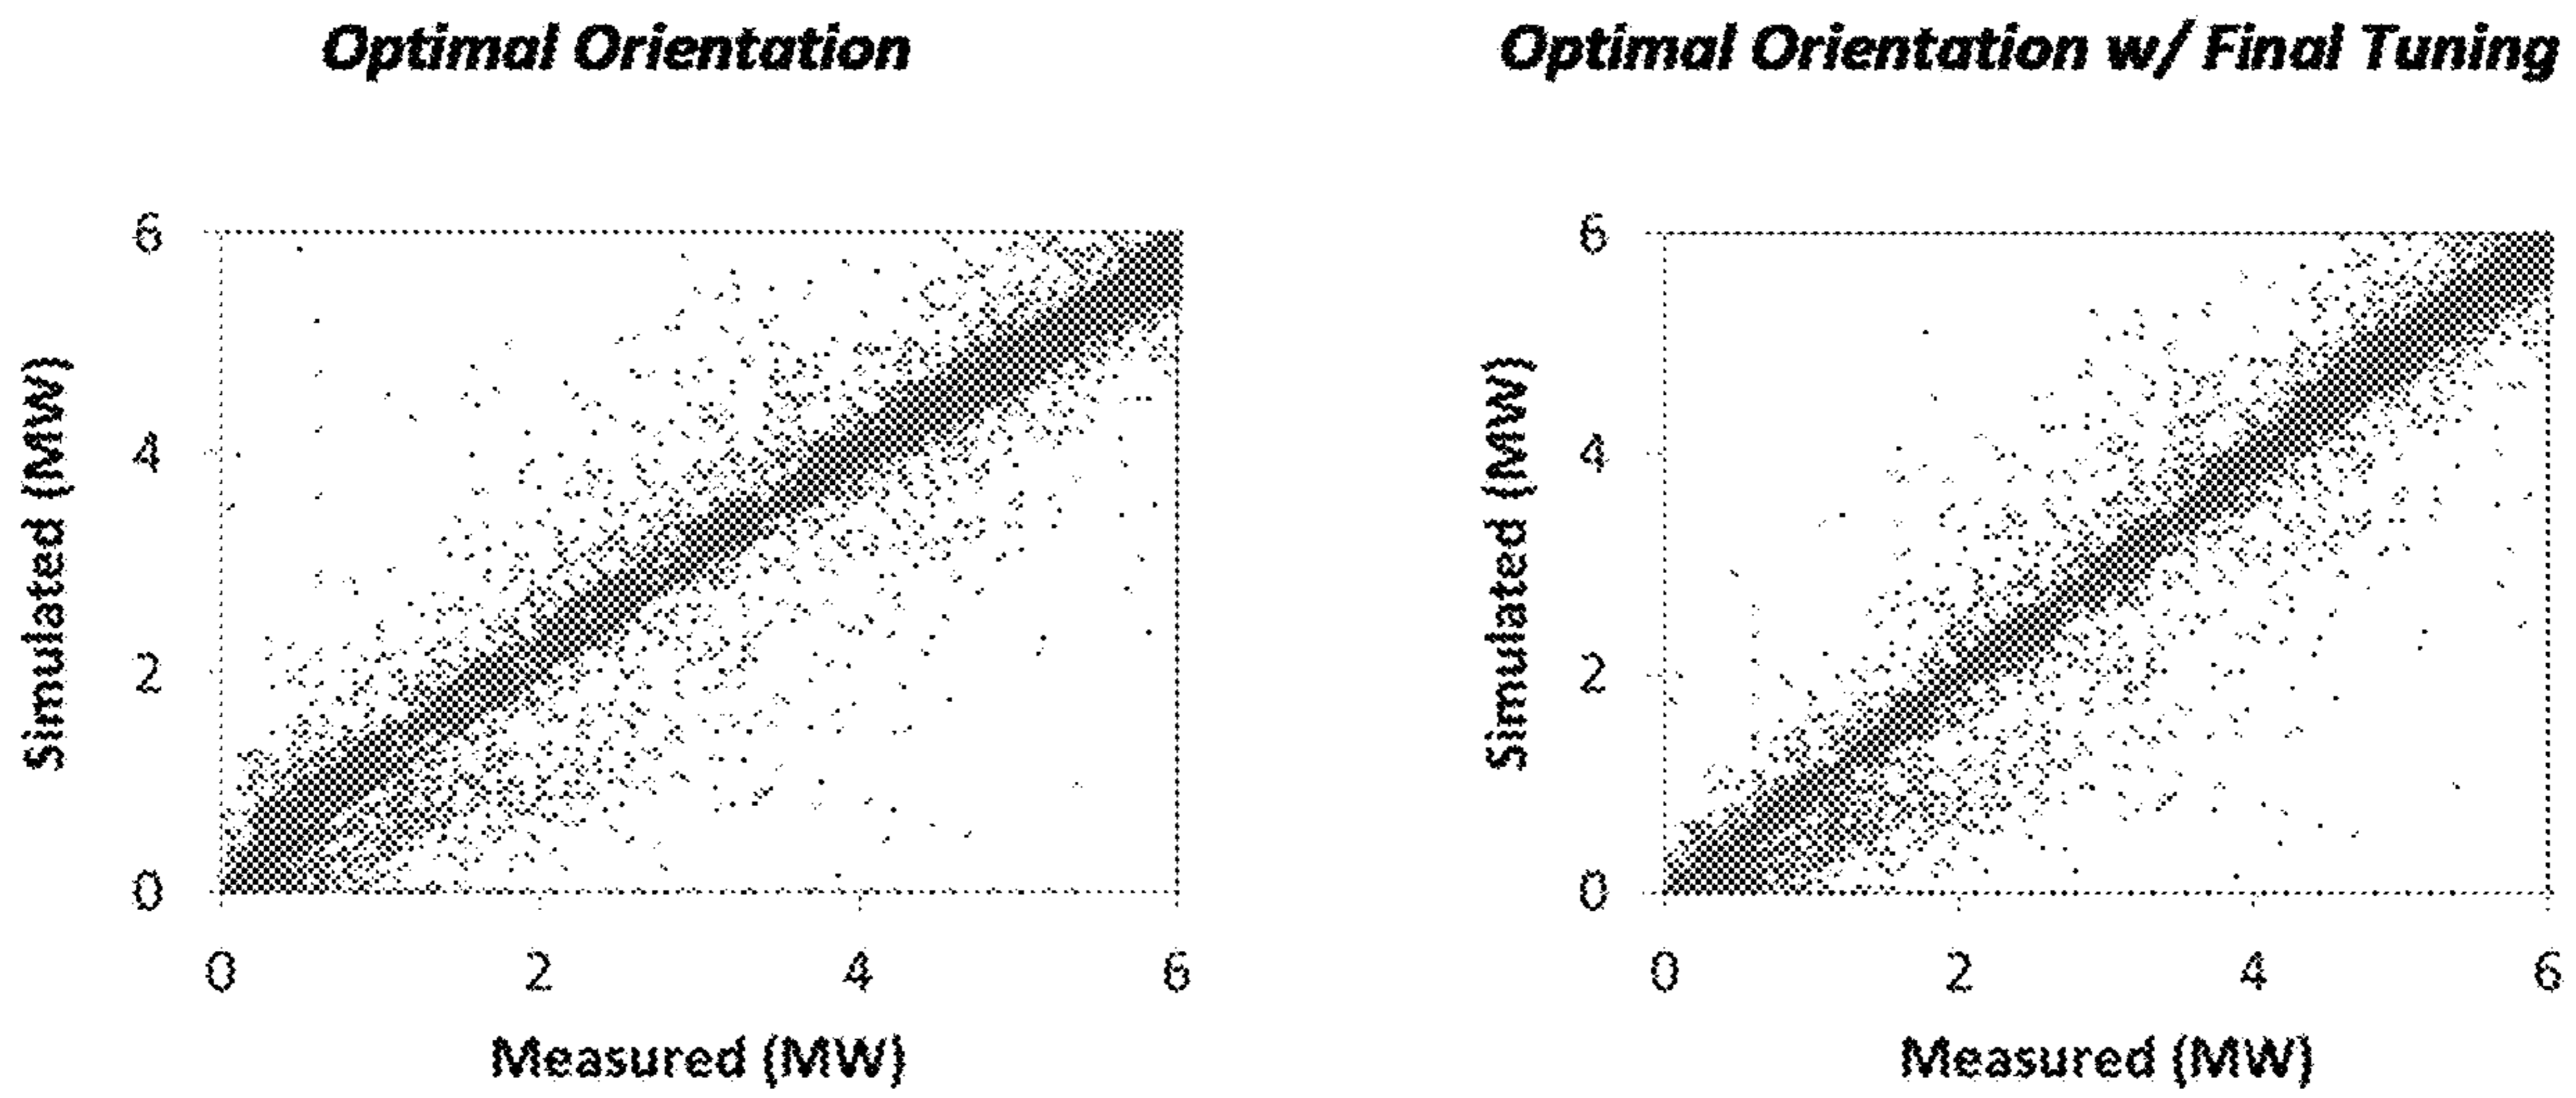 Optimal Orientation
6
4
2
0
0 2 4 6
Simulated (MW)
Measured (MW)
Optimal Orientation w/ Final Tuning
6
4
2
0
0 2 4 6
Simulated (MW)
Measured (MW)